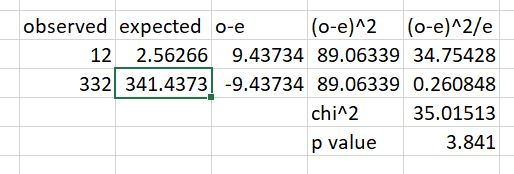 observed expected o-e (o-e)^2 (o-e)^2/e
12 2.56266 9.43734 89.06339 34.75428
332 341.4373 -9.43734 89.06339 0.260848
chi^2 35.01513
p value 3.841